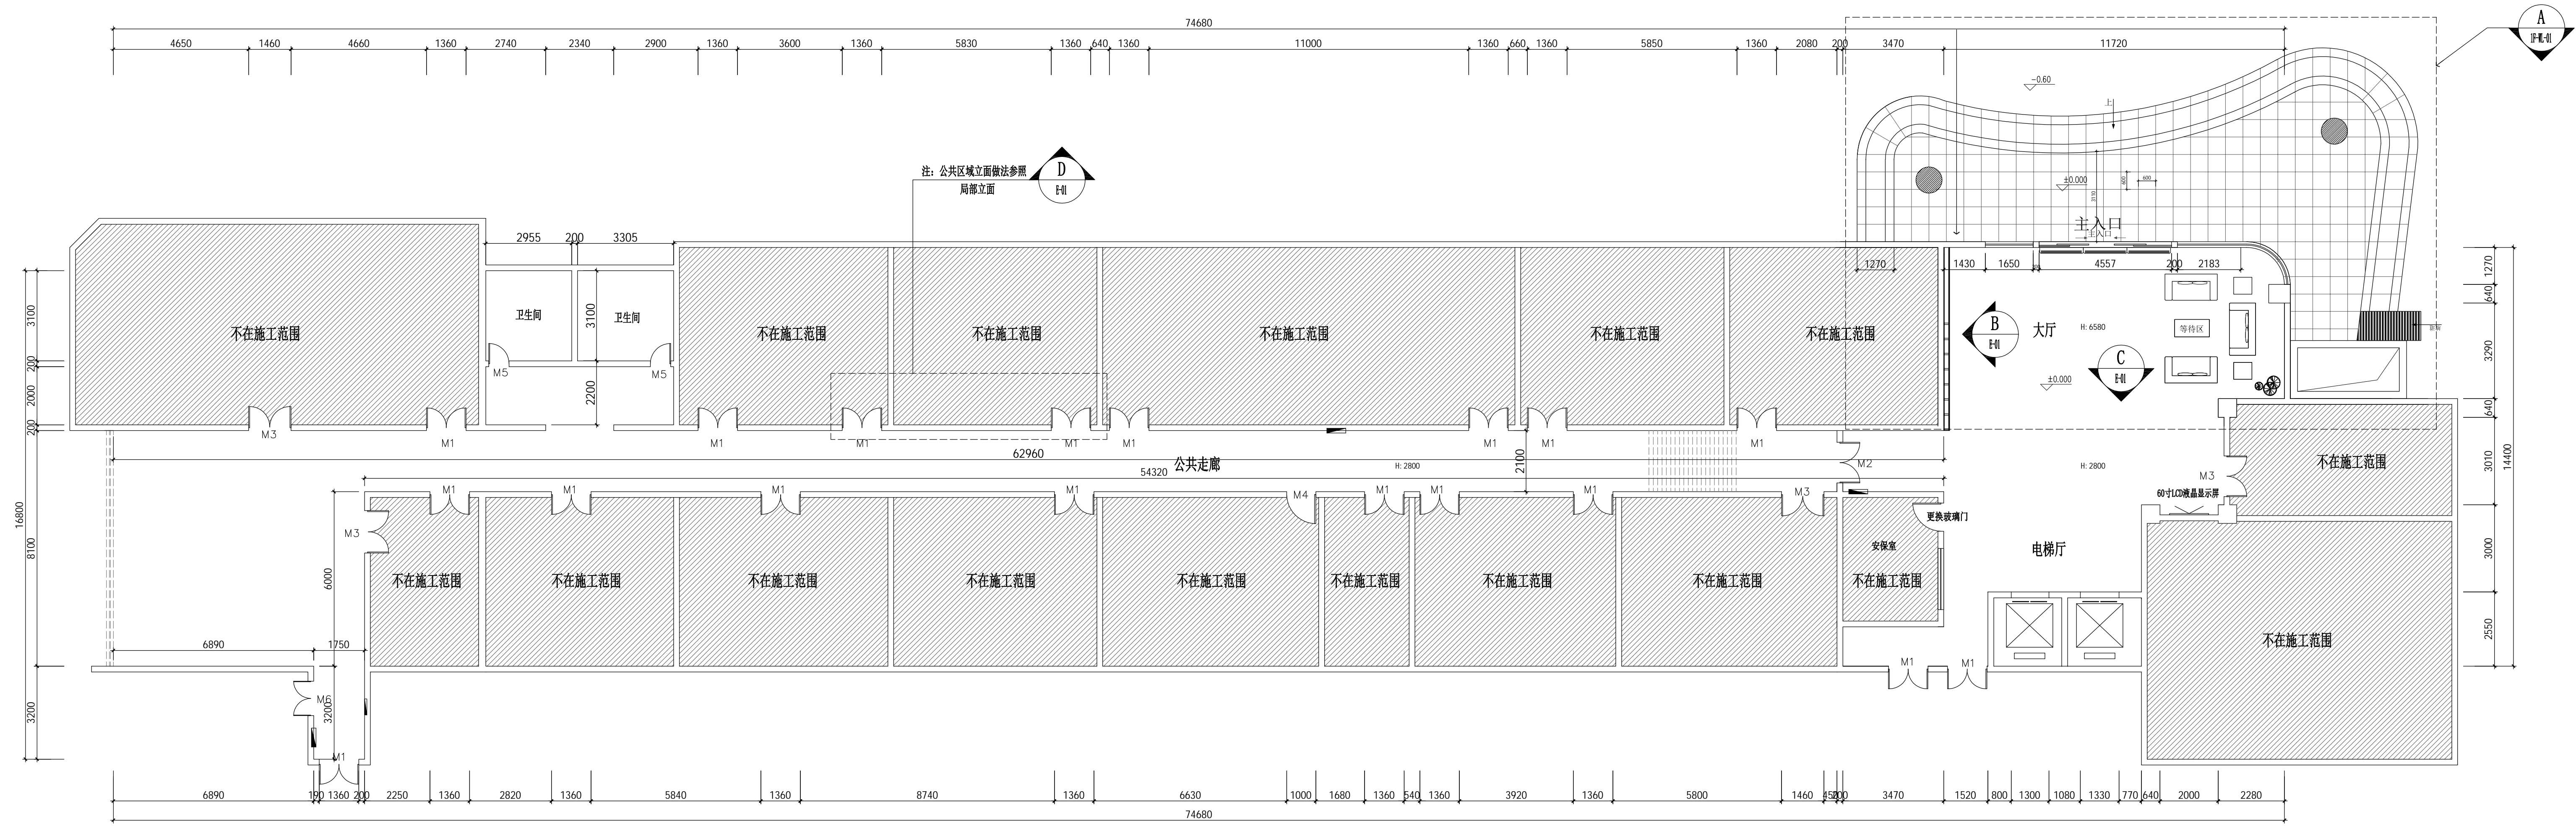 74680
4650 1460 4660 1360 2740 2340 2900 1360 3600 1360 5830 1360 640 1360 11000 1360 660 1360 5850 1360 2080 200 3470 11720
A
1F-WL-01
-0.60
上
注：公共区域立面做法参照
局部立面
D
E-01
±0.000
600
600
3110
主入口
主入口
2955 200 3305
1270 1430 1650 4557 200 2183
不在施工范围
卫生间
卫生间
3100
2200
不在施工范围
不在施工范围
不在施工范围
不在施工范围
不在施工范围
B
E-01
大厅
H: 6580
等待区
C
E-01
±0.000
M5
M5
M3 M1 M1 M1 M1 M1 M1 M1 M1
62960
54320
公共走廊
H: 2800
2100
M2
H: 2800
M3
60寸LCD液晶显示屏
不在施工范围
M1 M1 M1 M1 M4 M1 M1 M1 M3
M3
更换玻璃门
安保室
电梯厅
不在施工范围
不在施工范围
不在施工范围
不在施工范围
不在施工范围
不在施工范围
不在施工范围
不在施工范围
不在施工范围
不在施工范围
6000
6890 1750
M6
3200
M1
M1 M1
3100
200
2000
200
8100
3200
16800
1270
640
3290
640
3010
3000
2550
14400
6890 190 1360 200 2250 1360 2820 1360 5840 1360 8740 1360 6630 1000 1680 1360 540 1360 3920 1360 5800 1460 450 200 3470 1520 800 1300 1080 1330 770 640 2000 2280
74680